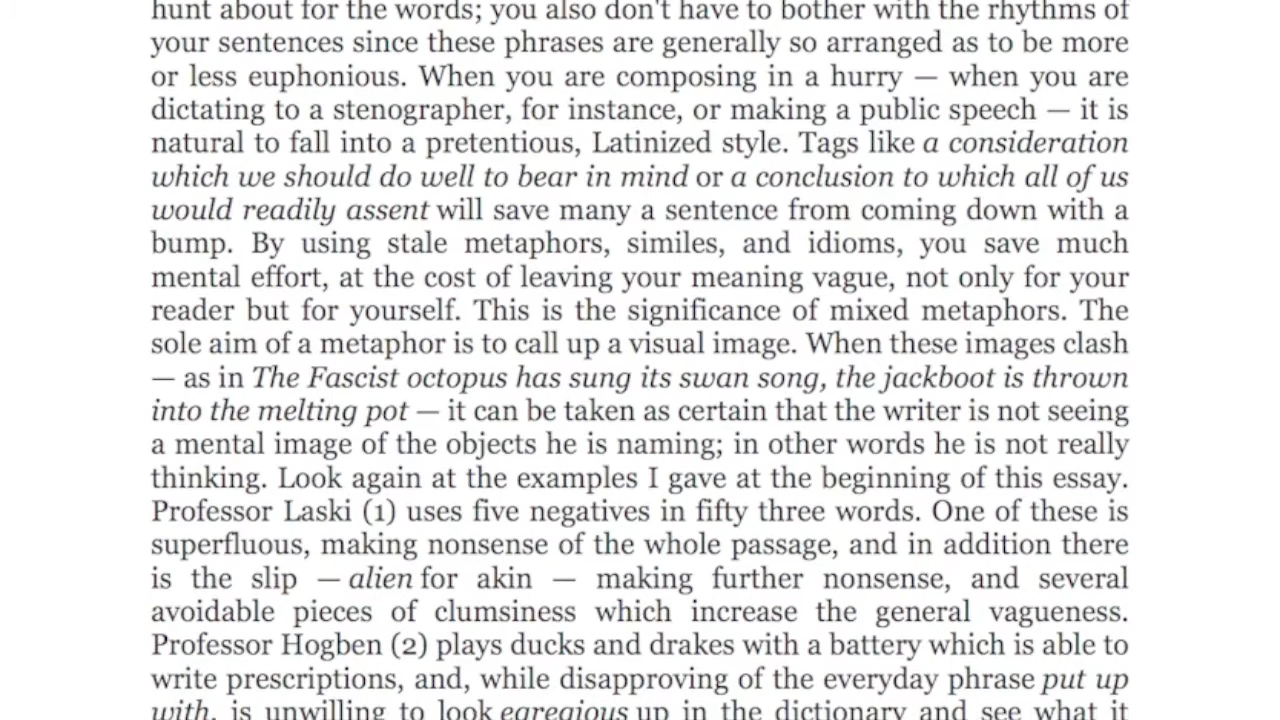 hunt about for the words; you also don't have to bother with the rhythms of
your sentences since these phrases are generally so arranged as to be more
or less euphonious. When you are composing in a hurry — when you are
dictating to a stenographer, for instance, or making a public speech — it is
natural to fall into a pretentious, Latinized style. Tags like a consideration
which we should do well to bear in mind or a conclusion to which all of us
would readily assent will save many a sentence from coming down with a
bump. By using stale metaphors, similes, and idioms, you save much
mental effort, at the cost of leaving your meaning vague, not only for your
reader but for yourself. This is the significance of mixed metaphors. The
sole aim of a metaphor is to call up a visual image. When these images clash
— as in The Fascist octopus has sung its swan song, the jackboot is thrown
into the melting pot — it can be taken as certain that the writer is not seeing
a mental image of the objects he is naming; in other words he is not really
thinking. Look again at the examples I gave at the beginning of this essay.
Professor Laski (1) uses five negatives in fifty three words. One of these is
superfluous, making nonsense of the whole passage, and in addition there
is the slip — alien for akin — making further nonsense, and several
avoidable pieces of clumsiness which increase the general vagueness.
Professor Hogben (2) plays ducks and drakes with a battery which is able to
write prescriptions, and, while disapproving of the everyday phrase put up
with, is unwilling to look egregious up in the dictionary and see what it